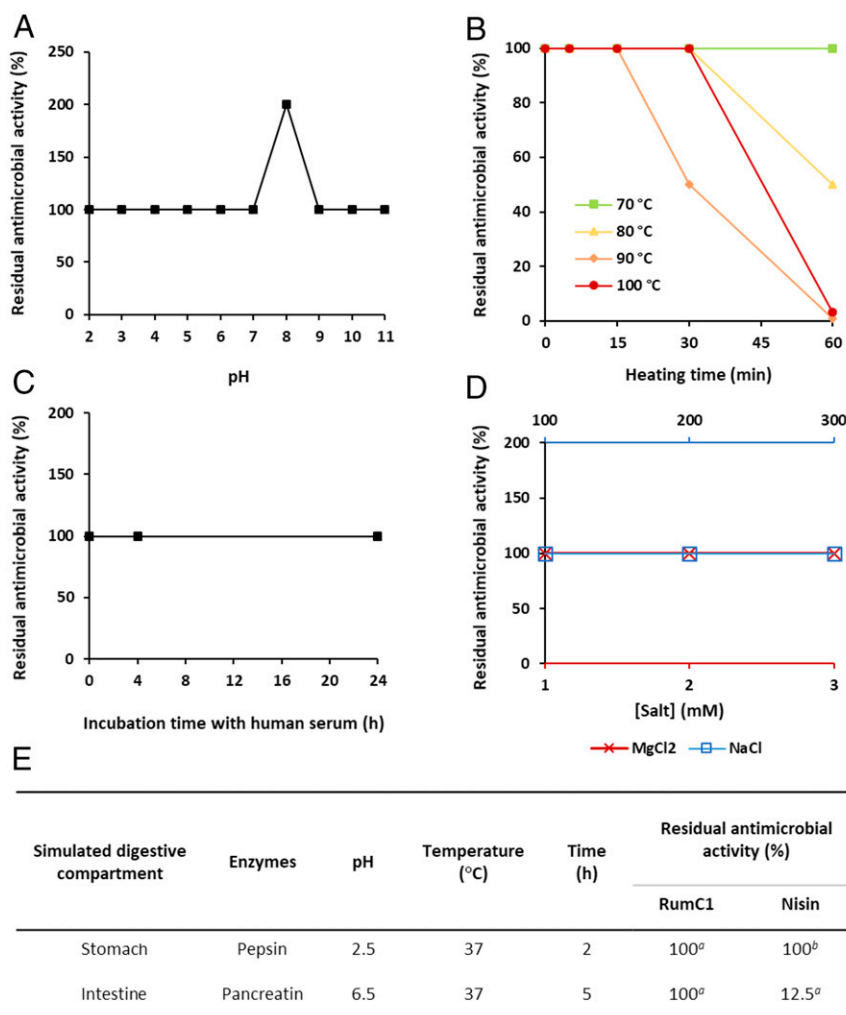 A
Residual antimicrobial activity (%)
250
200
150
100
50
0
2 3 4 5 6 7 8 9 10 11
pH
B
Residual antimicrobial activity (%)
100
80
60
40
20
0
70 °C
80 °C
90 °C
100 °C
0 15 30 45 60
Heating time (min)
C
Residual antimicrobial activity (%)
200
150
100
50
0
0 4 8 12 16 20 24
Incubation time with human serum (h)
D
100 200 300
Residual antimicrobial activity (%)
200
150
100
50
0
1 2 3
[Salt] (mM)
MgCl2 NaCl
E
Simulated digestive compartment Enzymes pH Temperature (°C) Time (h) Residual antimicrobial activity (%)
RumC1 Nisin
Stomach Pepsin 2.5 37 2 100a 100b
Intestine Pancreatin 6.5 37 5 100a 12.5a